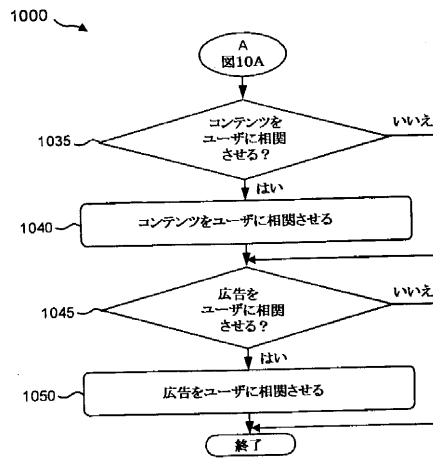 1000
A
図10A
1035
コンテンツを
ユーザに相関
させる?
いいえ
はい
1040
コンテンツをユーザに相関させる
1045
広告を
ユーザに相関
させる?
いいえ
はい
1050
広告をユーザに相関させる
終了